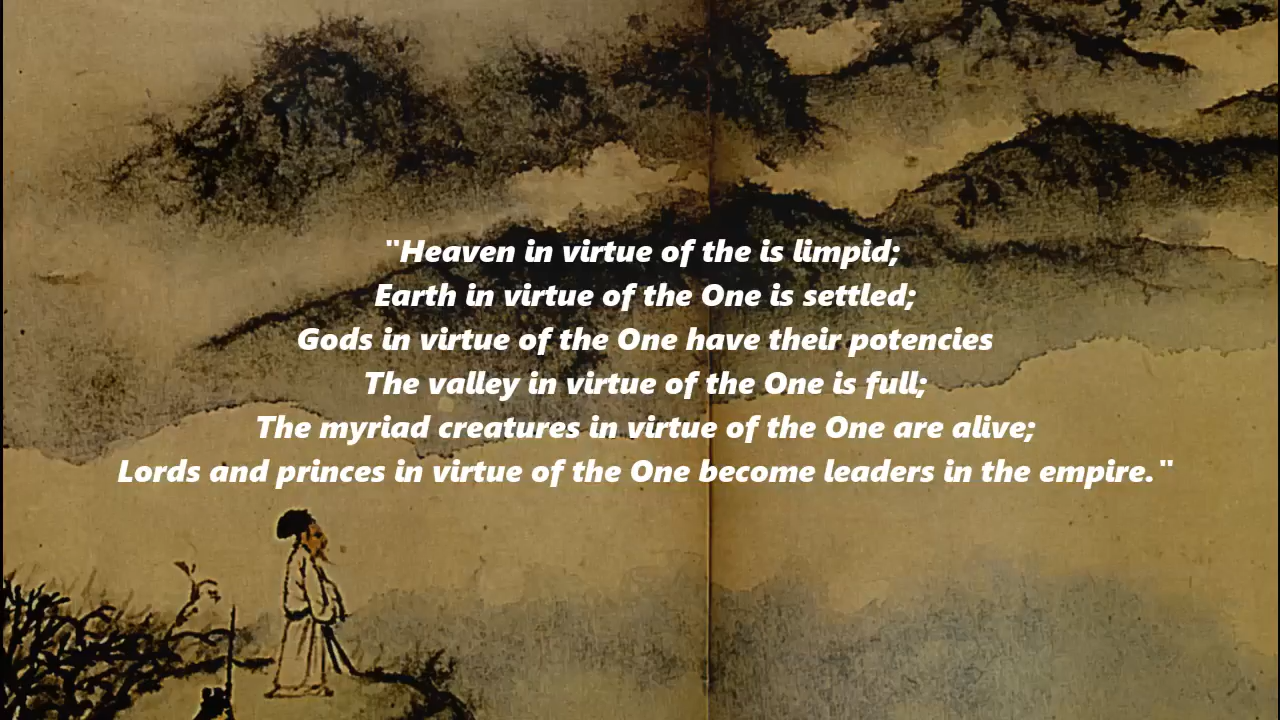 "Heaven in virtue of the is limpid;
Earth in virtue of the One is settled;
Gods in virtue of the One have their potencies
The valley in virtue of the One is full;
The myriad creatures in virtue of the One are alive;
Lords and princes in virtue of the One become leaders in the empire."